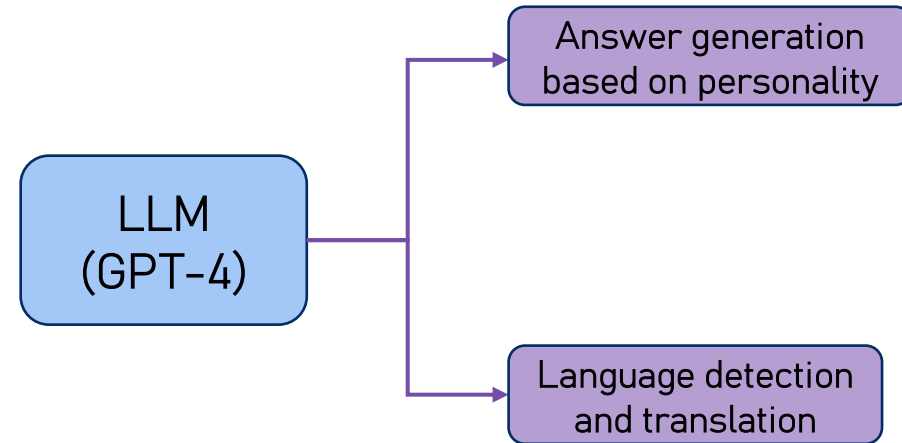 Answer generation
based on personality
LLM
(GPT-4)
Language detection
and translation